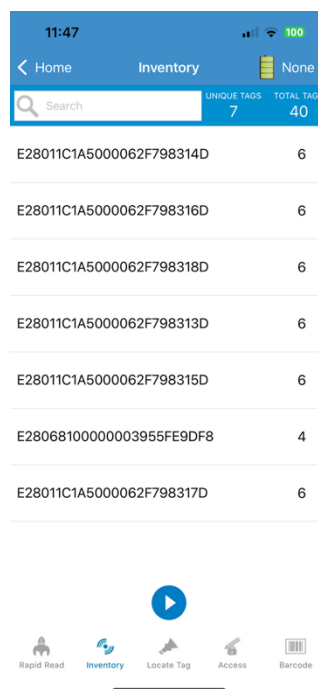 11:47
100
Home Inventory None
Search
UNIQUE TAGS TOTAL TAG
7 40
E28011C1A5000062F798314D 6
E28011C1A5000062F798316D 6
E28011C1A5000062F798318D 6
E28011C1A5000062F798313D 6
E28011C1A5000062F798315D 6
E28068100000003955FE9DF8 4
E28011C1A5000062F798317D 6
Rapid Read Inventory Locate Tag Access Barcode